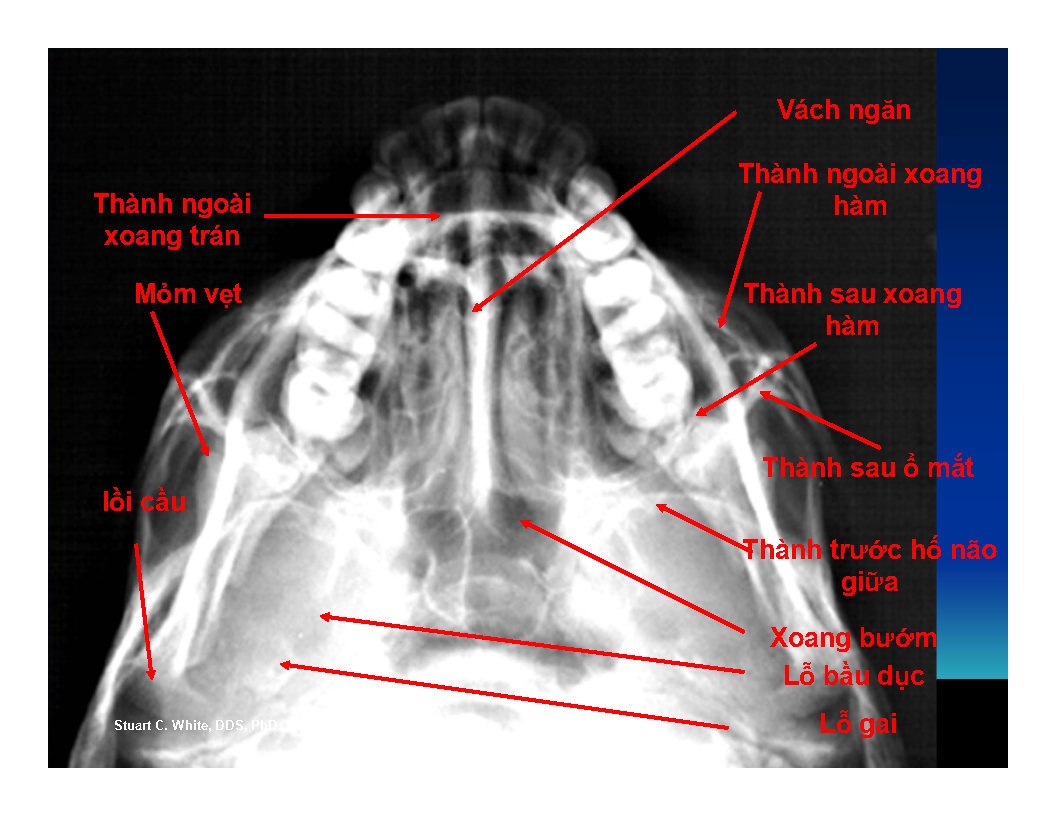 Vách ngăn
Thành ngoài xoang
hàm
Thành ngoài
xoang trán
Mỏm vẹt
Thành sau xoang
hàm
Thành sau ổ mắt
lồi cầu
Thành trước hố não
giữa
Xoang bướm
Lỗ bầu dục
Lỗ gai
Stuart C. White, DDS, PhD